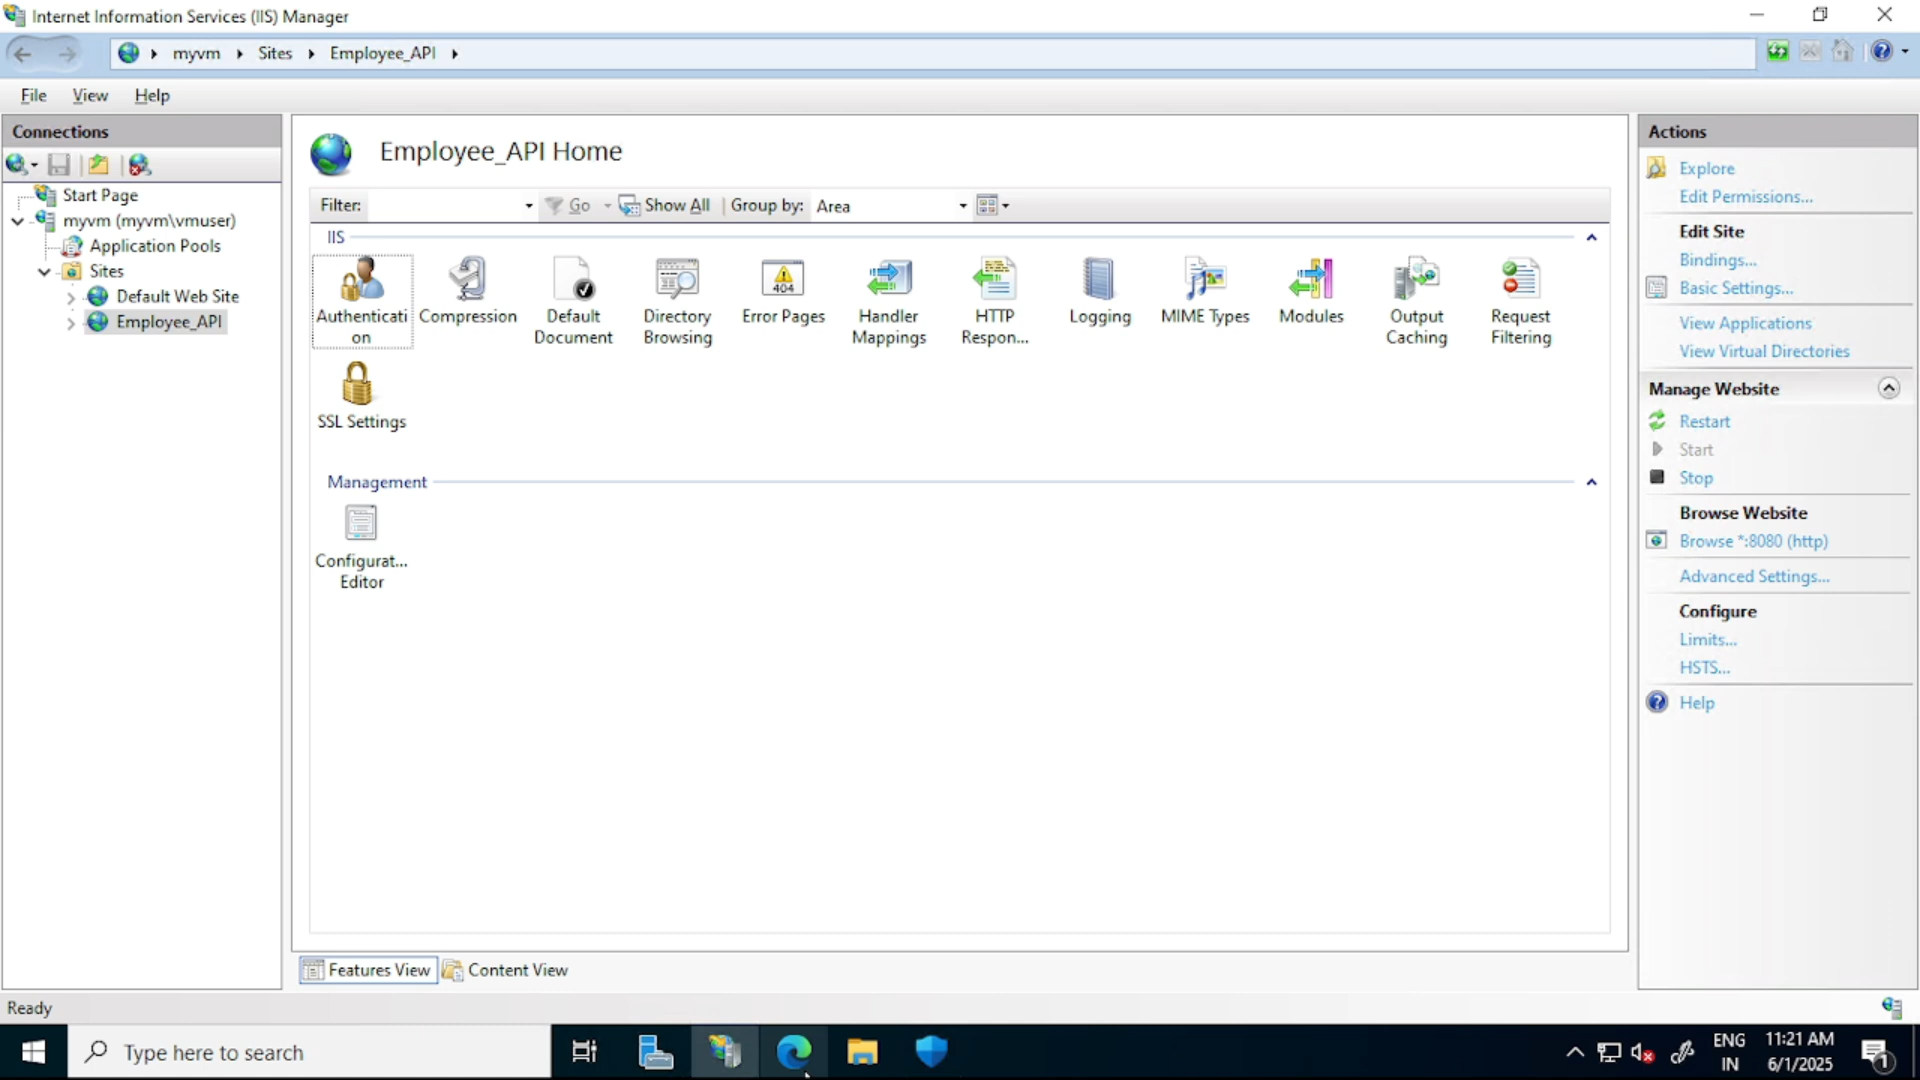 Internet Information Services (IIS) Manager
myvm
Sites
Employee_API
File View Help
Connections
Start Page
myvm (myvm\vmuser)
Application Pools
Sites
Default Web Site
Employee_API
Employee_API Home
Filter: Go Show All Group by: Area
IIS
Authenticati
on
Compression
Default
Document
Directory
Browsing
404
Error Pages
Handler
Mappings
HTTP
Respon...
Logging
MIME Types
Modules
Output
Caching
Request
Filtering
SSL Settings
Management
Configurat...
Editor
Features View
Content View
Actions
Explore
Edit Permissions...
Edit Site
Bindings...
Basic Settings...
View Applications
View Virtual Directories
Manage Website
Restart
Start
Stop
Browse Website
Browse *:8080 (http)
Advanced Settings...
Configure
Limits...
HSTS...
Help
Ready
Type here to search
ENG
IN
11:21 AM
6/1/2025
1